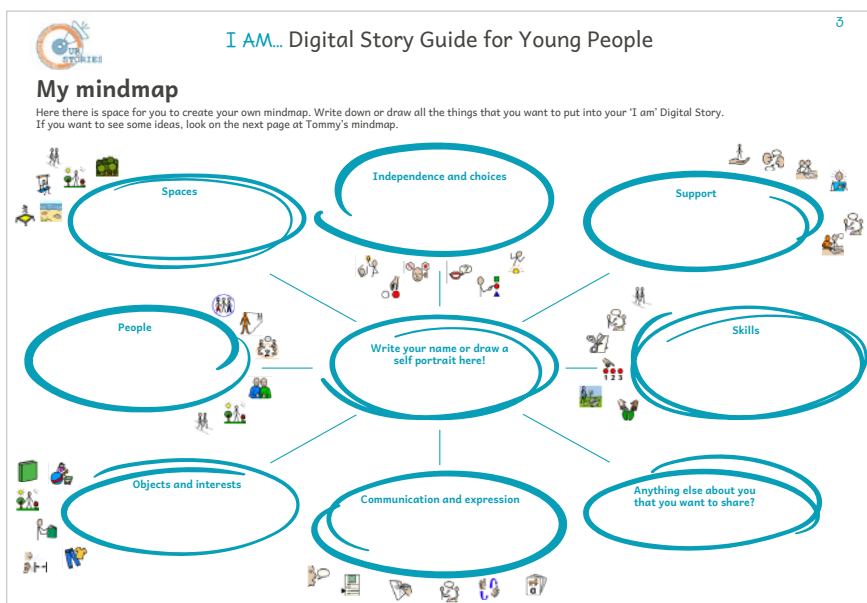 3
OUR
STORIES
I AM... Digital Story Guide for Young People
My mindmap
Here there is space for you to create your own mindmap. Write down or draw all the things that you want to put into your 'I am' Digital Story.
If you want to see some ideas, look on the next page at Tommy's mindmap.
Spaces
Independence and choices
Support
People
Write your name or draw a
self portrait here!
Skills
1 2 3
Objects and interests
Communication and expression
Anything else about you
that you want to share?
a